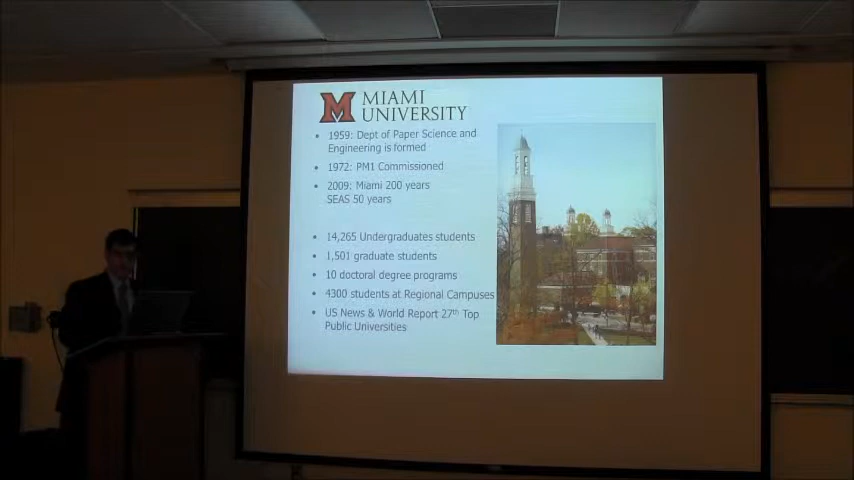 M MIAMI
UNIVERSITY
• 1959: Dept of Paper Science and
Engineering is formed
• 1972: PM1 Commissioned
• 2009: Miami 200 years
SEAS 50 years
• 14,265 Undergraduates students
• 1,501 graduate students
• 10 doctoral degree programs
• 4300 students at Regional Campuses
• US News & World Report 27th Top
Public Universities